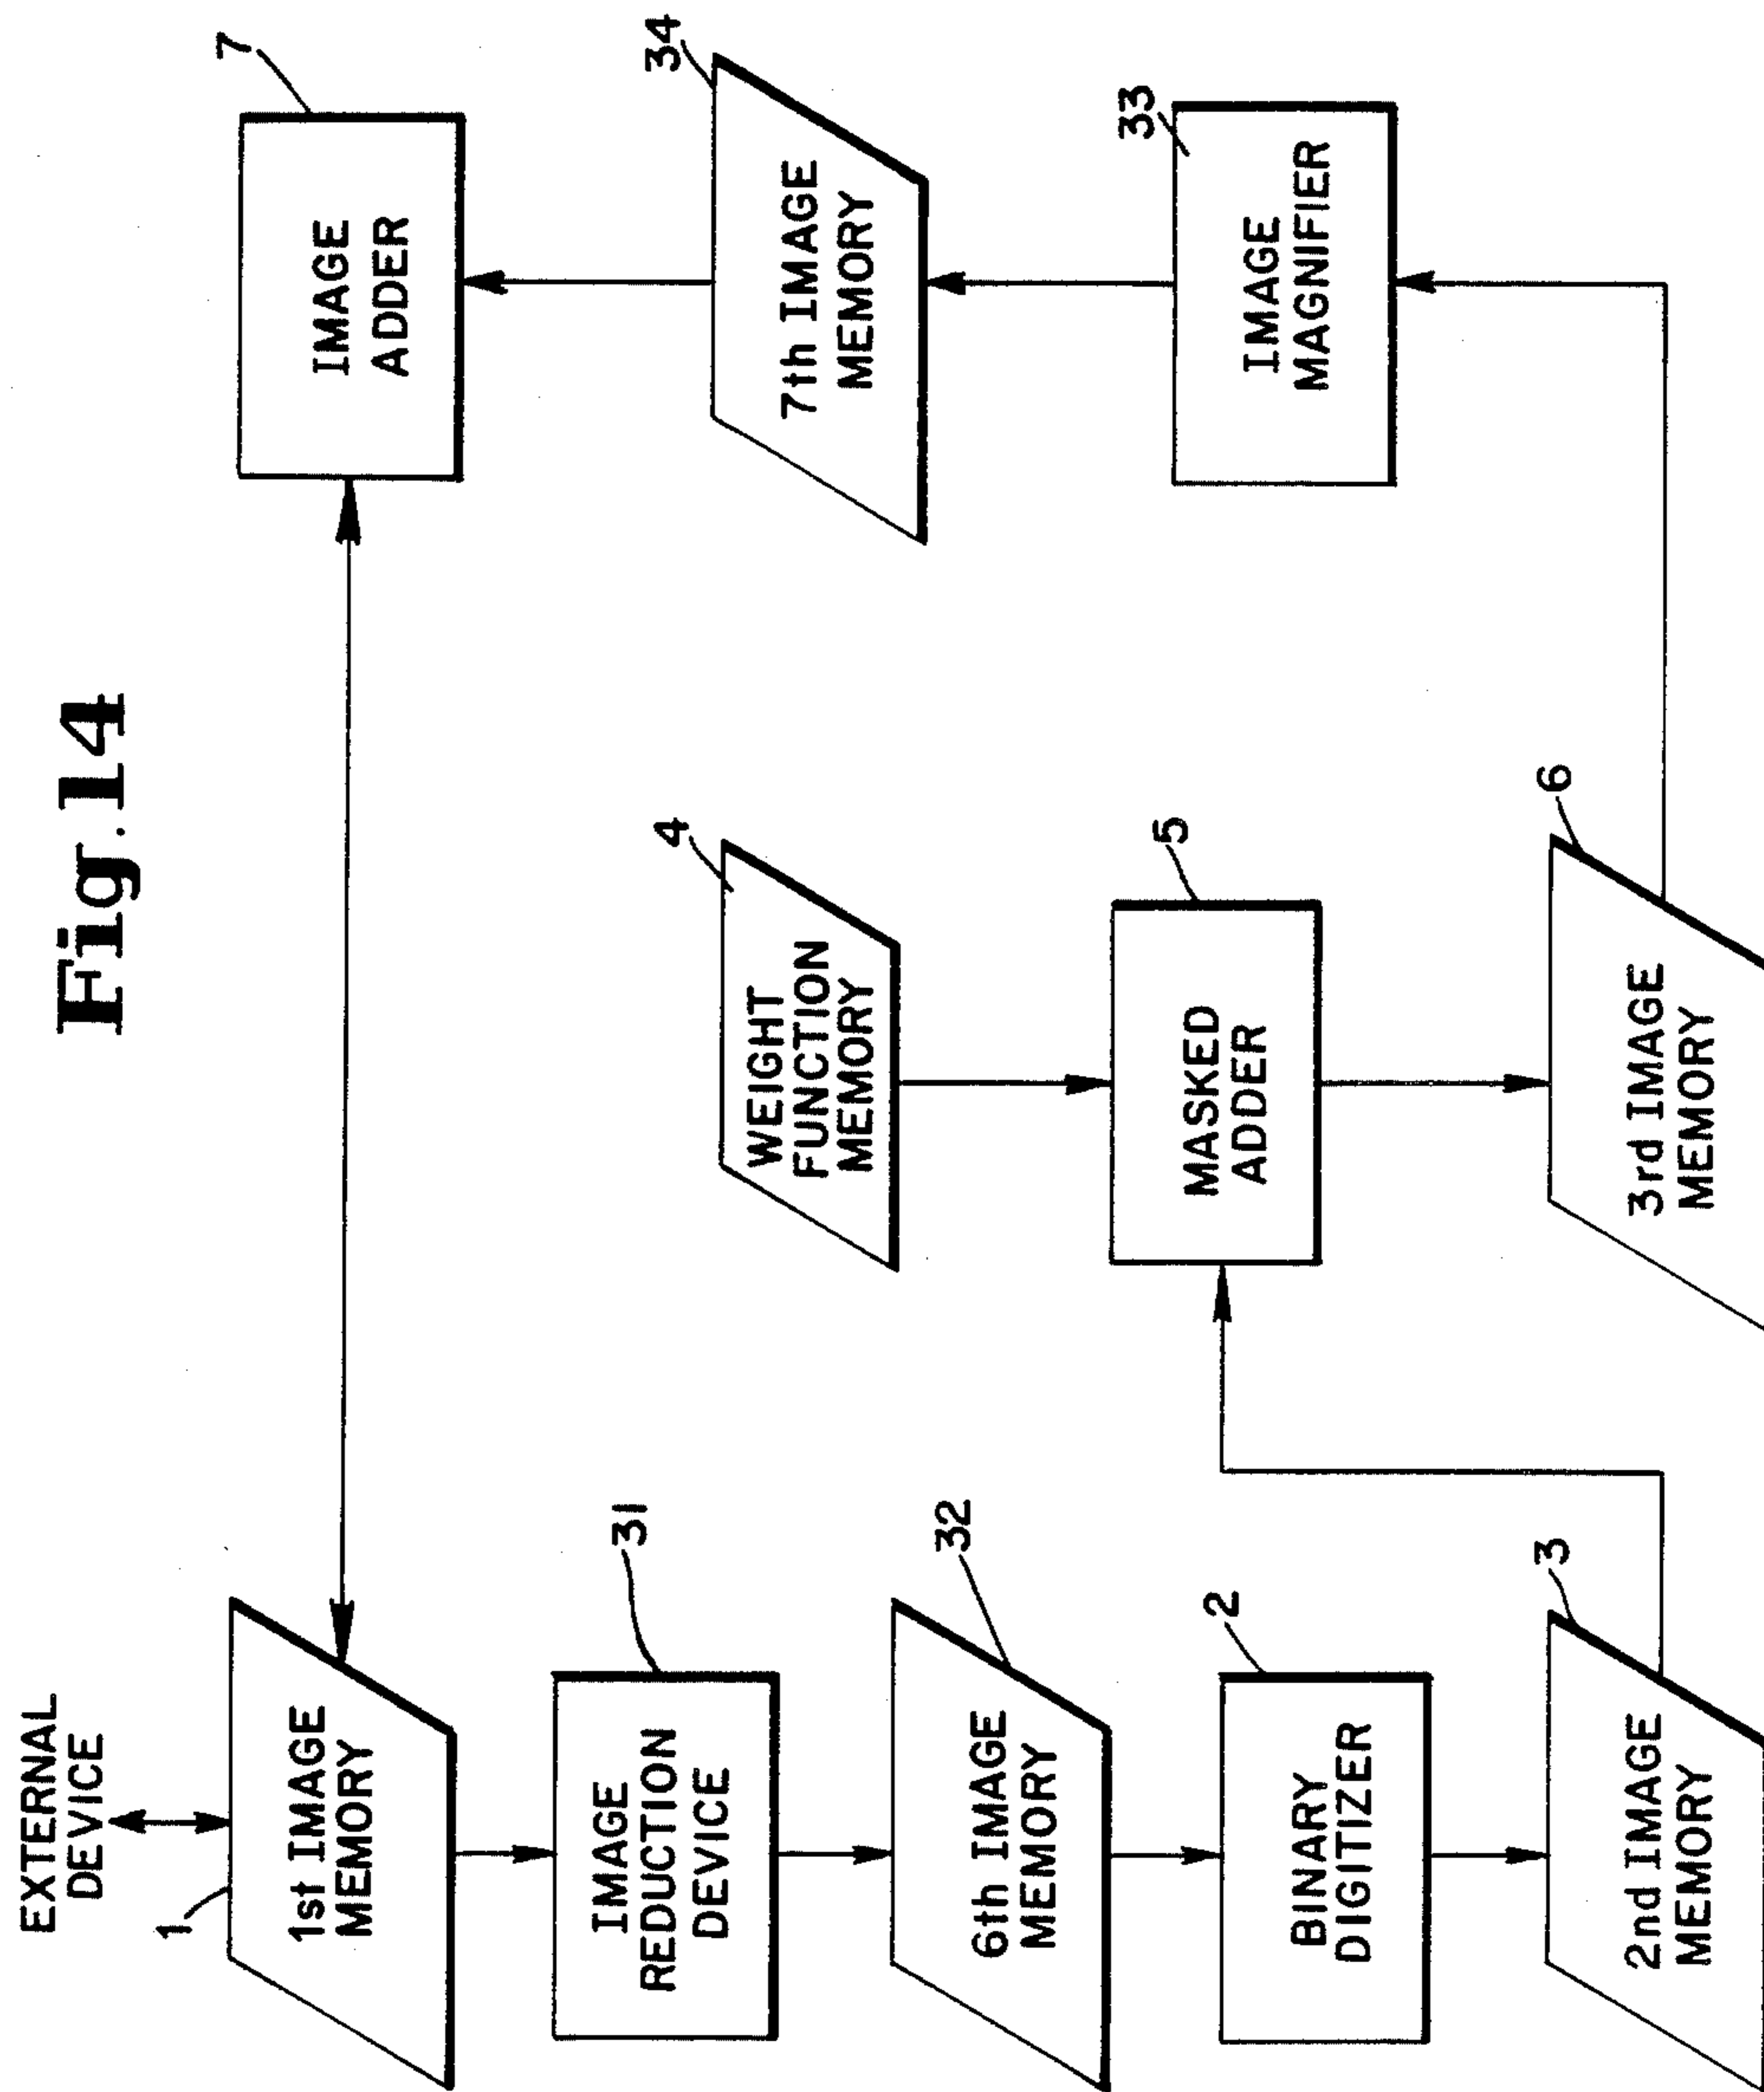 Fig.14
EXTERNAL
DEVICE
1
1st IMAGE
MEMORY
31
IMAGE
REDUCTION
DEVICE
32
6th IMAGE
MEMORY
2
BINARY
DIGITIZER
3
2nd IMAGE
MEMORY
4
WEIGHT
FUNCTION
MEMORY
5
MASKED
ADDER
6
3rd IMAGE
MEMORY
7
IMAGE
ADDER
34
7th IMAGE
MEMORY
33
IMAGE
MAGNIFIER